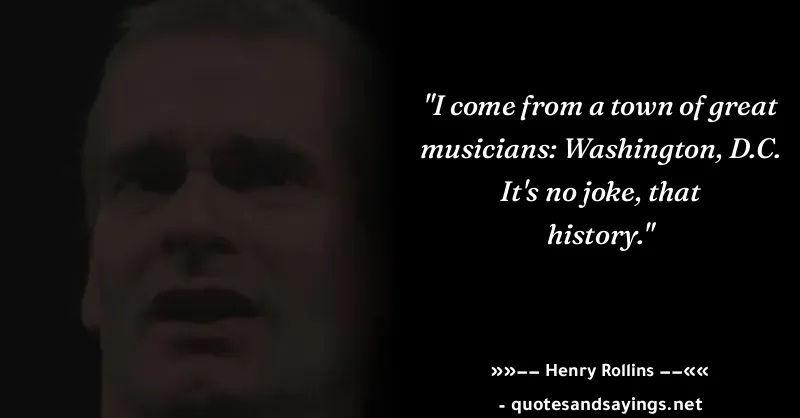 "I come from a town of great
musicians: Washington, D.C.
It's no joke, that
history."
»»−− Henry Rollins −−««
- quotesandsayings.net